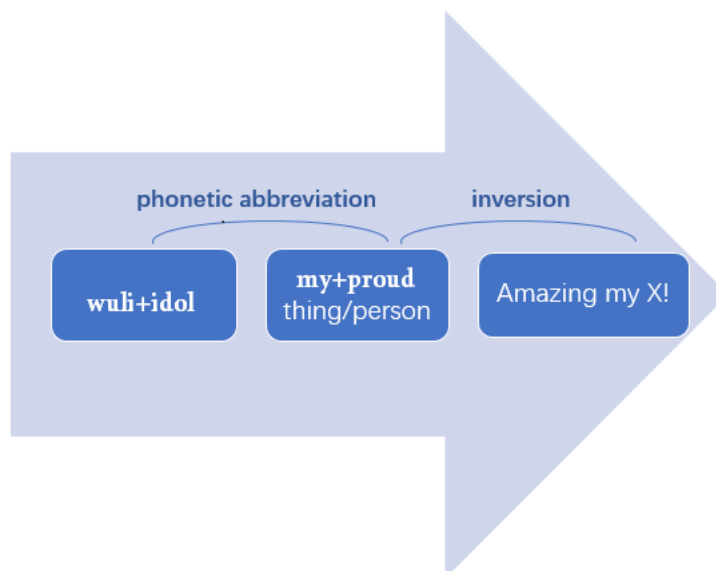 phonetic abbreviation
inversion
wuli+idol
my+proud
thing/person
Amazing my X!